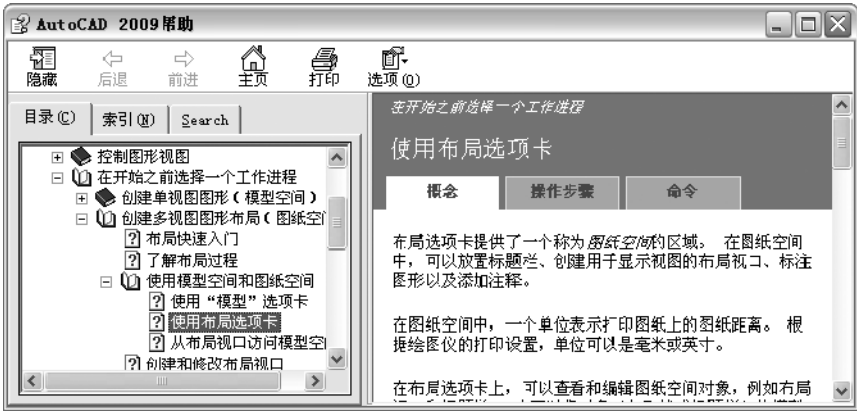 AutoCAD 2009帮助
隐藏 后退 前进 主页 打印 选项(O)
目录(C) 索引(N) Search
控制图形视图
在开始之前选择一个工作进程
创建单视图图形(模型空间)
创建多视图图形布局(图纸空间
布局快速入门
了解布局过程
使用模型空间和图纸空间
使用“模型”选项卡
使用布局选项卡
从布局视口访问模型空
创建和修改布局视口
在开始之前选择一个工作进程
使用布局选项卡
概念 操作步骤 命令
布局选项卡提供了一个称为图纸空间的区域。 在图纸空间
中，可以放置标题栏、创建用于显示视图的布局视口、标注
图形以及添加注释。
在图纸空间中，一个单位表示打印图纸上的图纸距离。 根
据绘图仪的打印设置，单位可以是毫米或英寸。
在布局选项卡上，可以查看和编辑图纸空间对象，例如布局